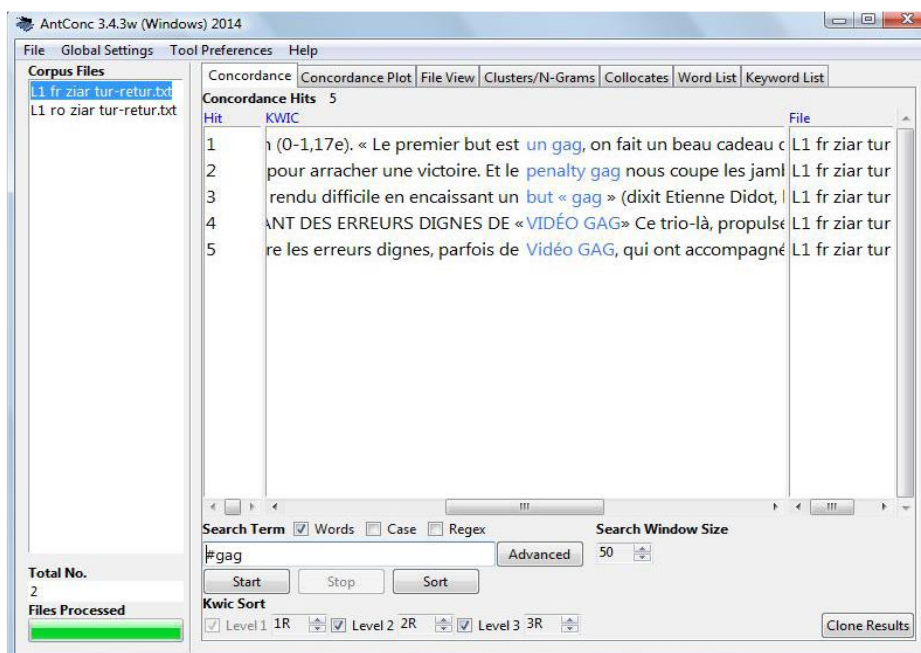 AntConc 3.4.3w (Windows) 2014
File Global Settings Tool Preferences Help
Corpus Files
L1 fr ziar tur-retur.txt
L1 ro ziar tur-retur.txt
Concordance Concordance Plot File View Clusters/N-Grams Collocates Word List Keyword List
Concordance Hits 5
Hit KWIC File
1 (0-1,17e). « Le premier but est un gag, on fait un beau cadeau L1 fr ziar tur
2 pour arracher une victoire. Et le penalty gag nous coupe les jaml L1 fr ziar tur
3 rendu difficile en encaissant un but « gag » (dixit Etienne Didot, L1 fr ziar tur
4 ANT DES ERREURS DIGNES DE « VIDÉO GAG» Ce trio-là, propulsé L1 fr ziar tur
5 re les erreurs dignes, parfois de Vidéo GAG, qui ont accompagné L1 fr ziar tur
Search Term Words Case Regex Search Window Size
#gag Advanced 50
Total No.
2
Start Stop Sort
Files Processed
Kwic Sort
Level 1 1R Level 2 2R Level 3 3R Clone Results